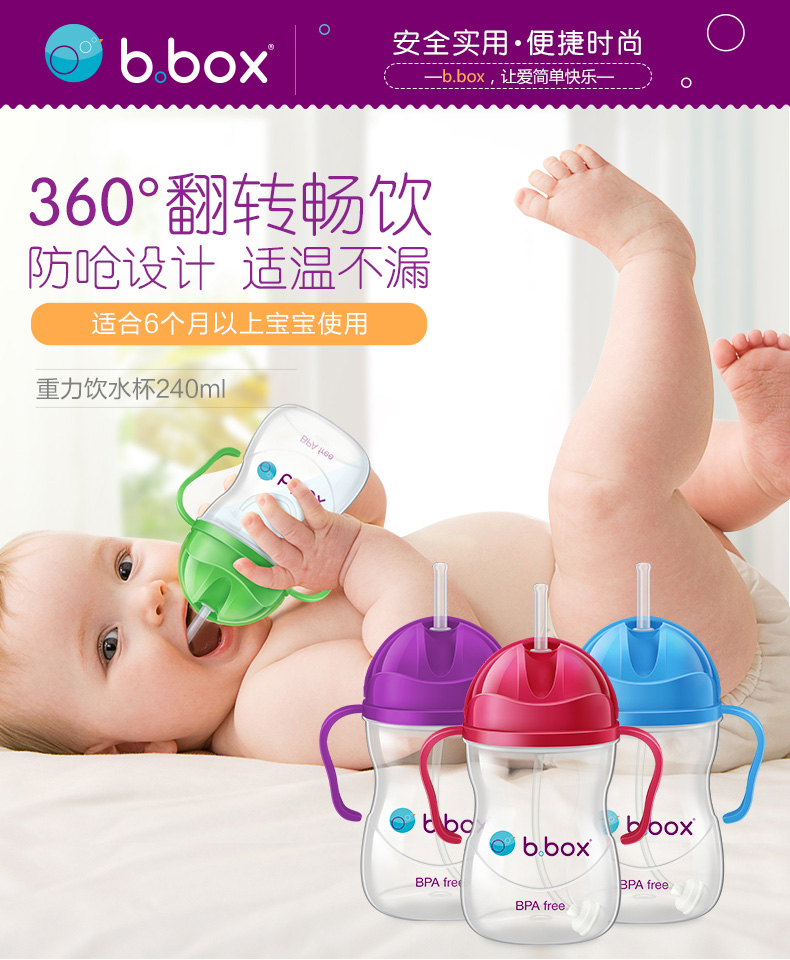 b.box®
安全实用·便捷时尚
—b.box，让爱简单快乐—
360°翻转畅饮
防呛设计 适温不漏
适合6个月以上宝宝使用
重力饮水杯240ml
BPA free
b.box
b.box
BPA free
b.box
BPA free
b.box
BPA free